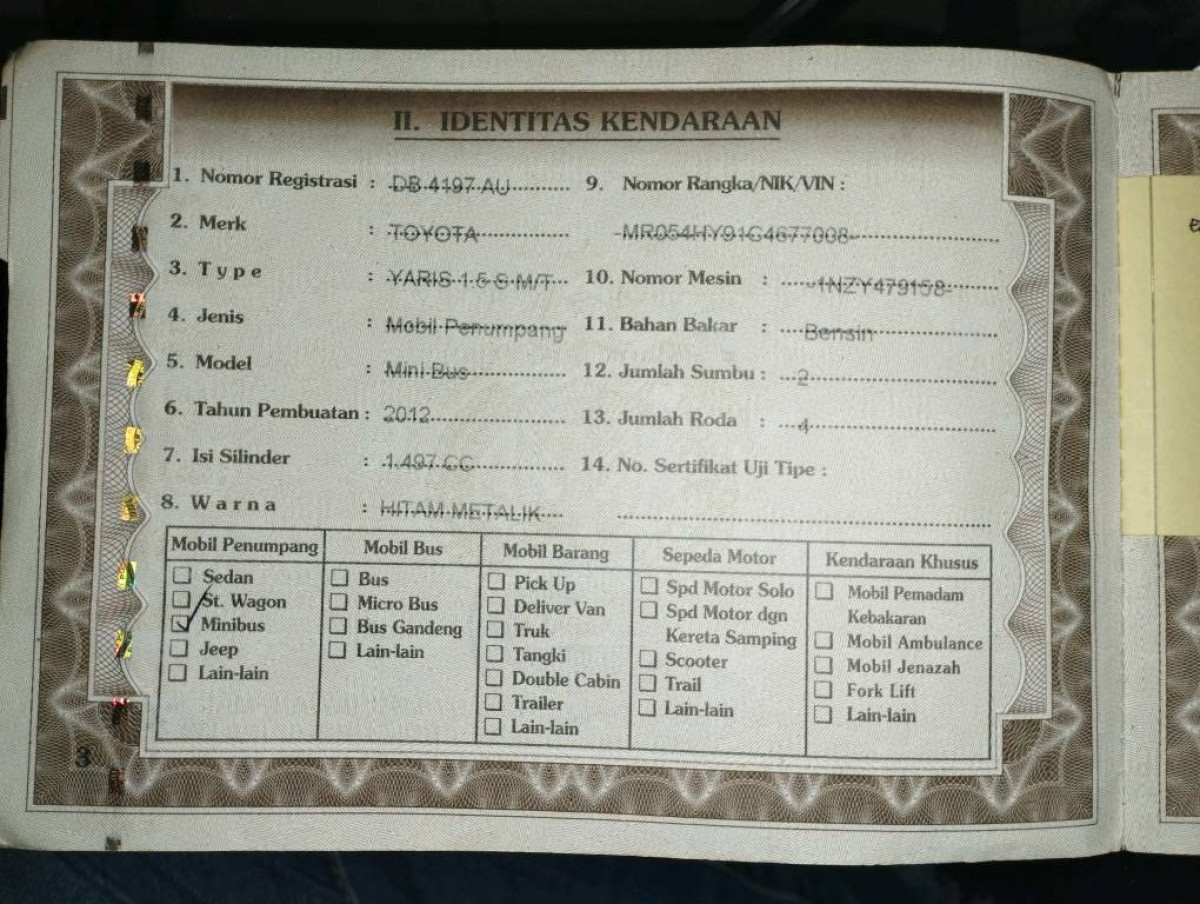 II. IDENTITAS KENDARAAN
1. Nomor Registrasi : DB 4197 AU
2. Merk : TOYOTA
3. Type : YARIS 1.5 S M/T
4. Jenis : Mobil Penumpang
5. Model : Mini Bus
6. Tahun Pembuatan : 2012
7. Isi Silinder : 1.497 CC
8. Warna : HITAM METALIK
9. Nomor Rangka/NIK/VIN :
MR054HY91C4677008
10. Nomor Mesin : 1NZY479158
11. Bahan Bakar : Bensin
12. Jumlah Sumbu : 2
13. Jumlah Roda : 4
14. No. Sertifikat Uji Tipe :
Mobil Penumpang
Sedan
St. Wagon
Minibus
Jeep
Lain-lain
Mobil Bus
Bus
Micro Bus
Bus Gandeng
Lain-lain
Mobil Barang
Pick Up
Deliver Van
Truk
Tangki
Double Cabin
Trailer
Lain-lain
Sepeda Motor
Spd Motor Solo
Spd Motor dgn
Kereta Samping
Scooter
Trail
Lain-lain
Kendaraan Khusus
Mobil Pemadam
Kebakaran
Mobil Ambulance
Mobil Jenazah
Fork Lift
Lain-lain
3